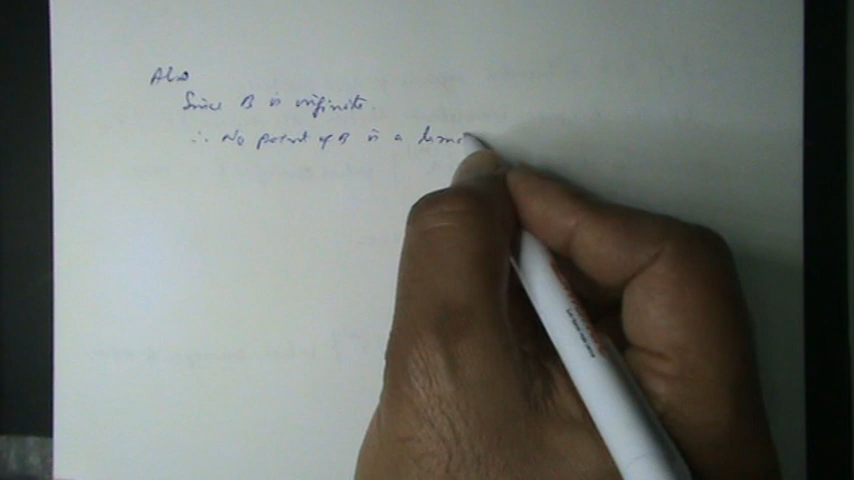 Also
Since B is infinite.
∴ No point of B is a